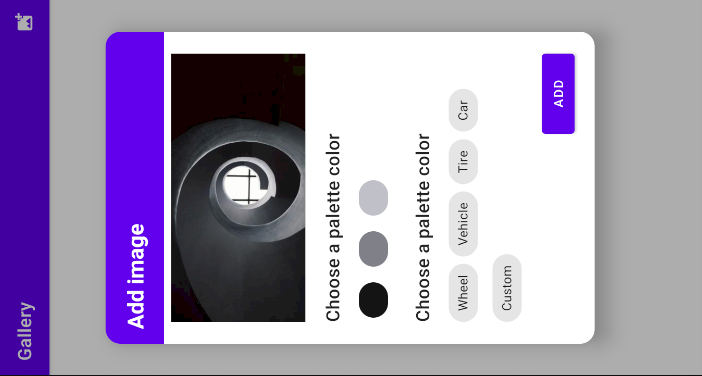 Gallery
Add image
Choose a palette color
Choose a palette color
Wheel Vehicle Tire Car
Custom
ADD